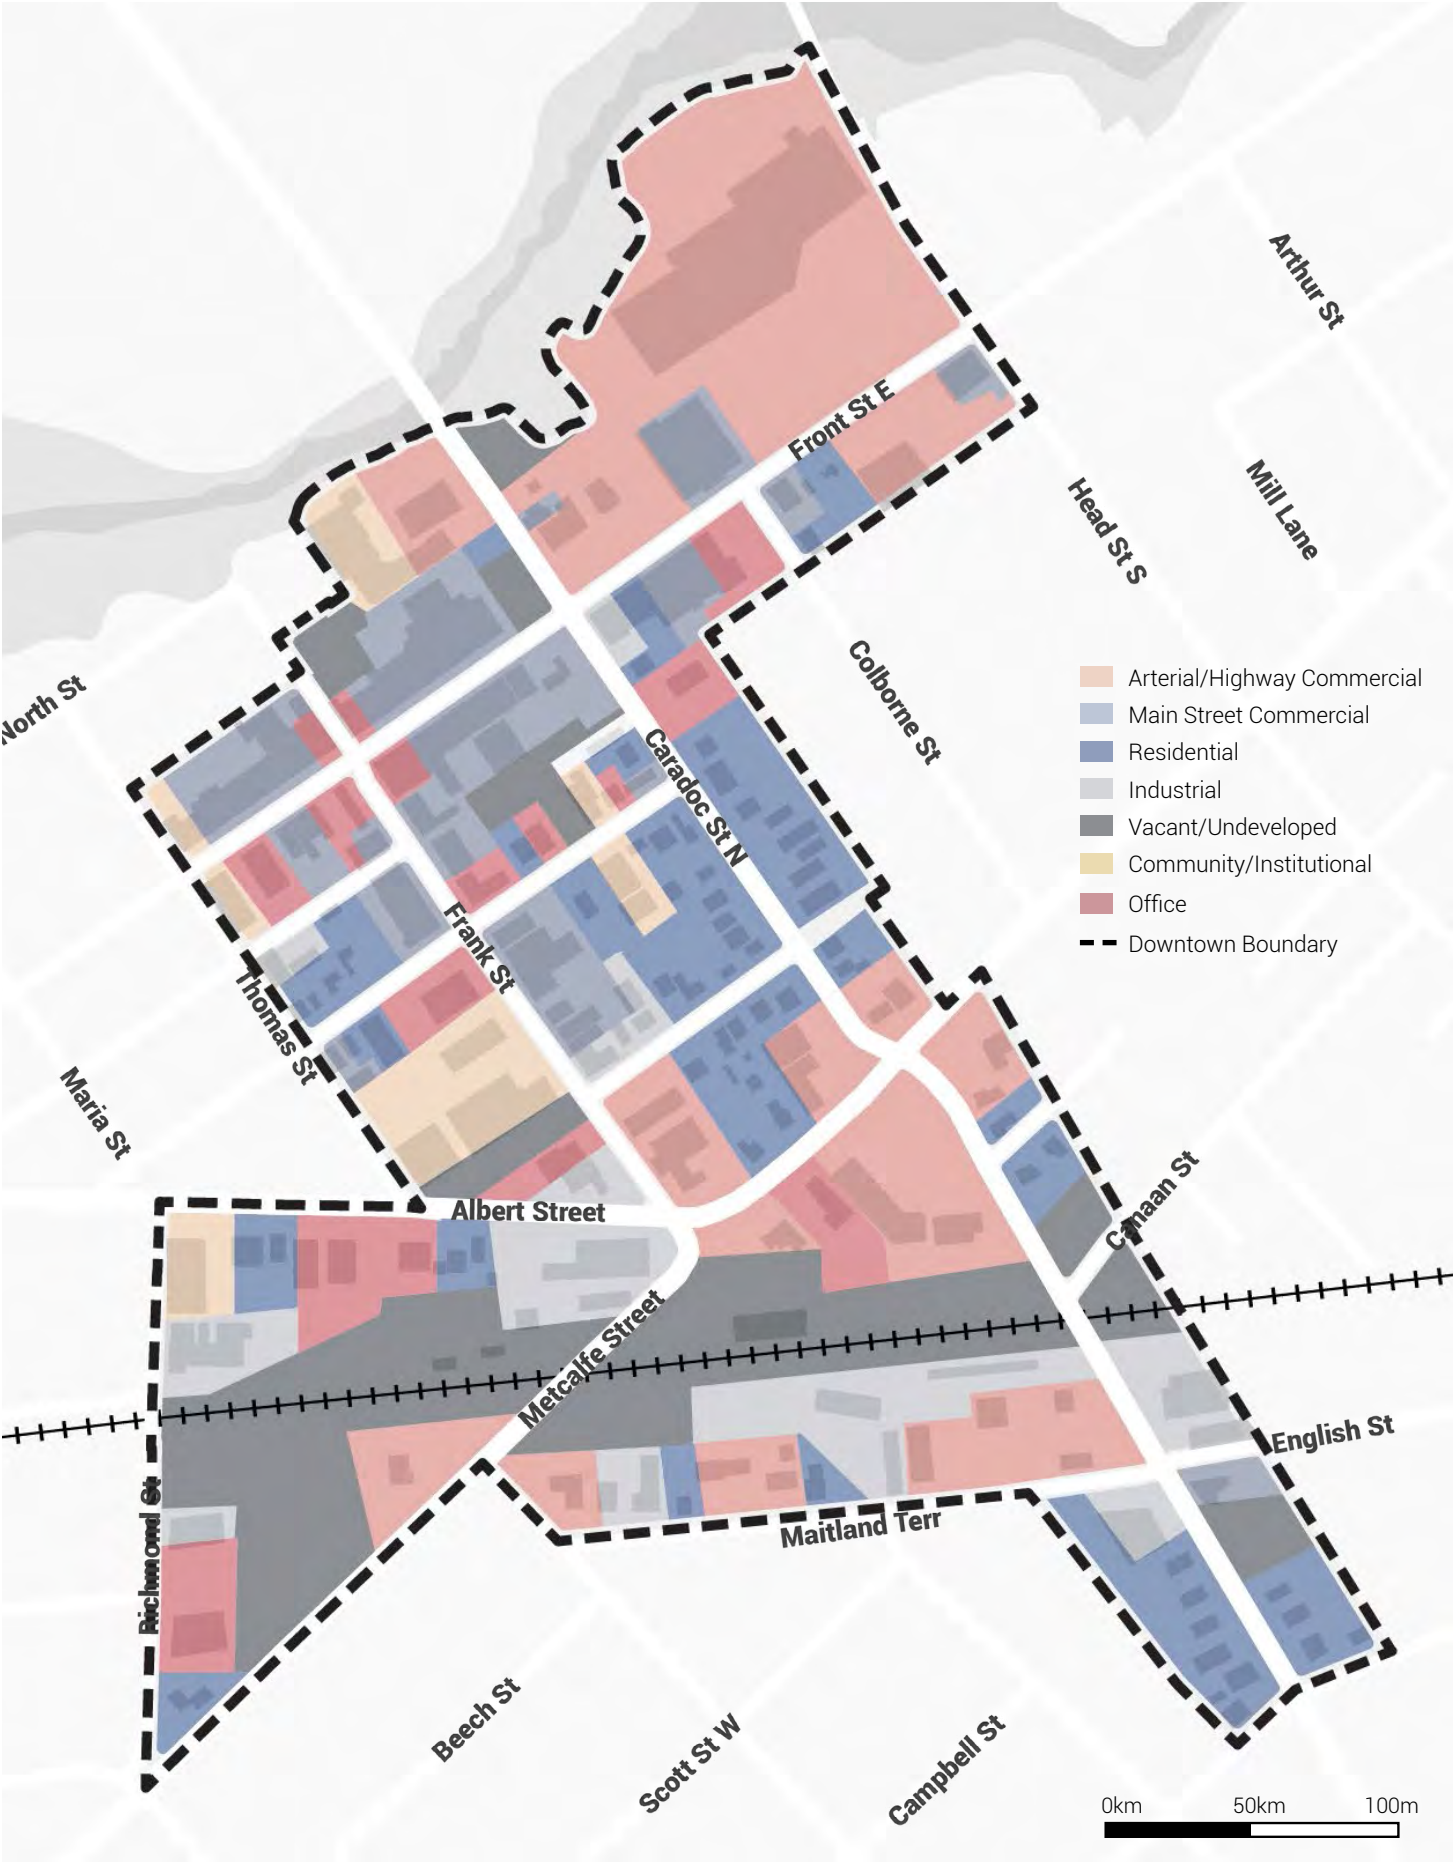 Arthur St
Front St E
Mill Lane
Head St S
North St
Colborne St
Arterial/Highway Commercial
Main Street Commercial
Residential
Industrial
Vacant/Undeveloped
Community/Institutional
Office
Downtown Boundary
Caradoc St N
Frank St
Thomas St
Maria St
Albert Street
Canaan St
Metcalfe Street
English St
Maitland Terr
Richmond St
Beech St
Scott St W
Campbell St
0km 50km 100m